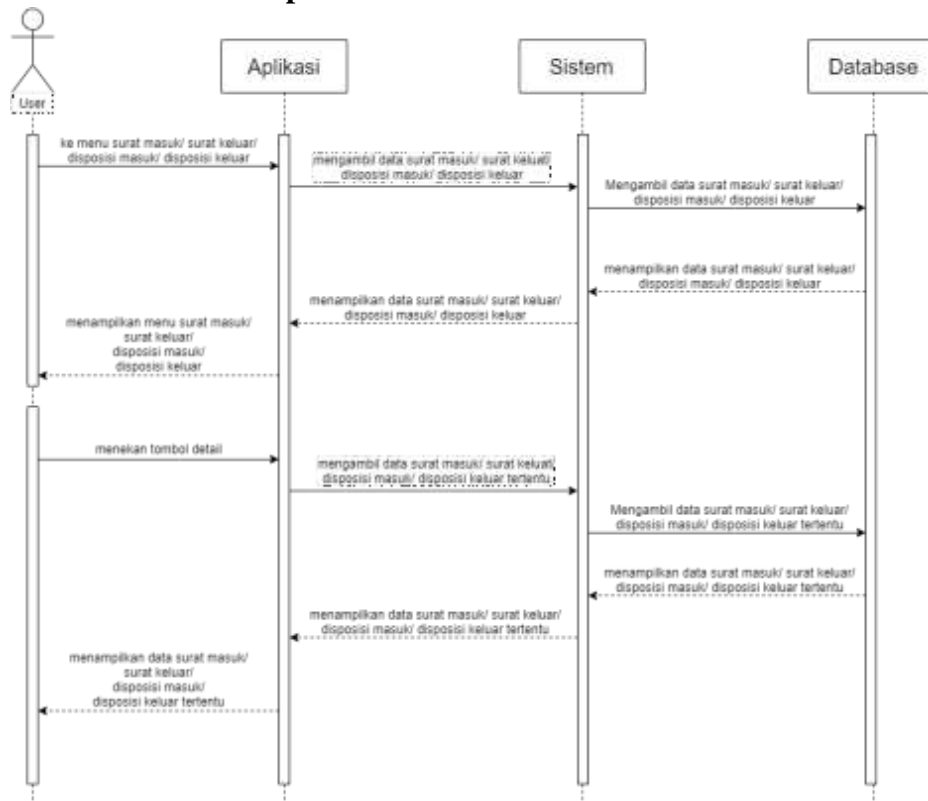 User
Aplikasi
Sistem
Database
ke menu surat masuk/ surat keluar/
disposisi masuk/ disposisi keluar
mengambil data surat masuk/ surat keluat/
disposisi masuk/ disposisi keluar
Mengambil data surat masuk/ surat keluar/
disposisi masuk/ disposisi keluar
menampilkan data surat masuk/ surat keluar/
disposisi masuk/ disposisi keluar
menampilkan data surat masuk/ surat keluar/
disposisi masuk/ disposisi keluar
menampilkan menu surat masuk/
surat keluar/
disposisi masuk/
disposisi keluar
menekan tombol detail
mengambil data surat masuk/ surat keluat/
disposisi masuk/ disposisi keluar tertentu
Mengambil data surat masuk/ surat keluar/
disposisi masuk/ disposisi keluar tertentu
menampilkan data surat masuk/ surat keluar/
disposisi masuk/ disposisi keluar tertentu
menampilkan data surat masuk/ surat keluar/
disposisi masuk/ disposisi keluar tertentu
menampilkan data surat masuk/
surat keluar/
disposisi masuk/
disposisi keluar tertentu